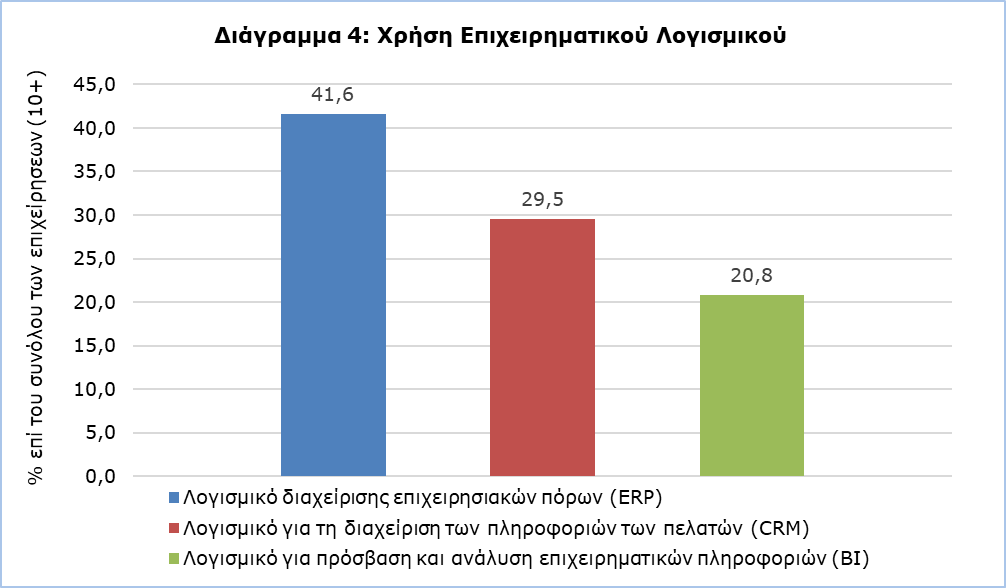 Διάγραμμα 4: Χρήση Επιχειρηματικού Λογισμικού
% επί του συνόλου των επιχείρησεων (10+)
45,0
40,0
35,0
30,0
25,0
20,0
15,0
10,0
5,0
0,0
41,6
29,5
20,8
Λογισμικό διαχείρισης επιχειρησιακών πόρων (ERP)
Λογισμικό για τη διαχείριση των πληροφοριών των πελατών (CRM)
Λογισμικό για πρόσβαση και ανάλυση επιχειρηματικών πληροφοριών (BI)